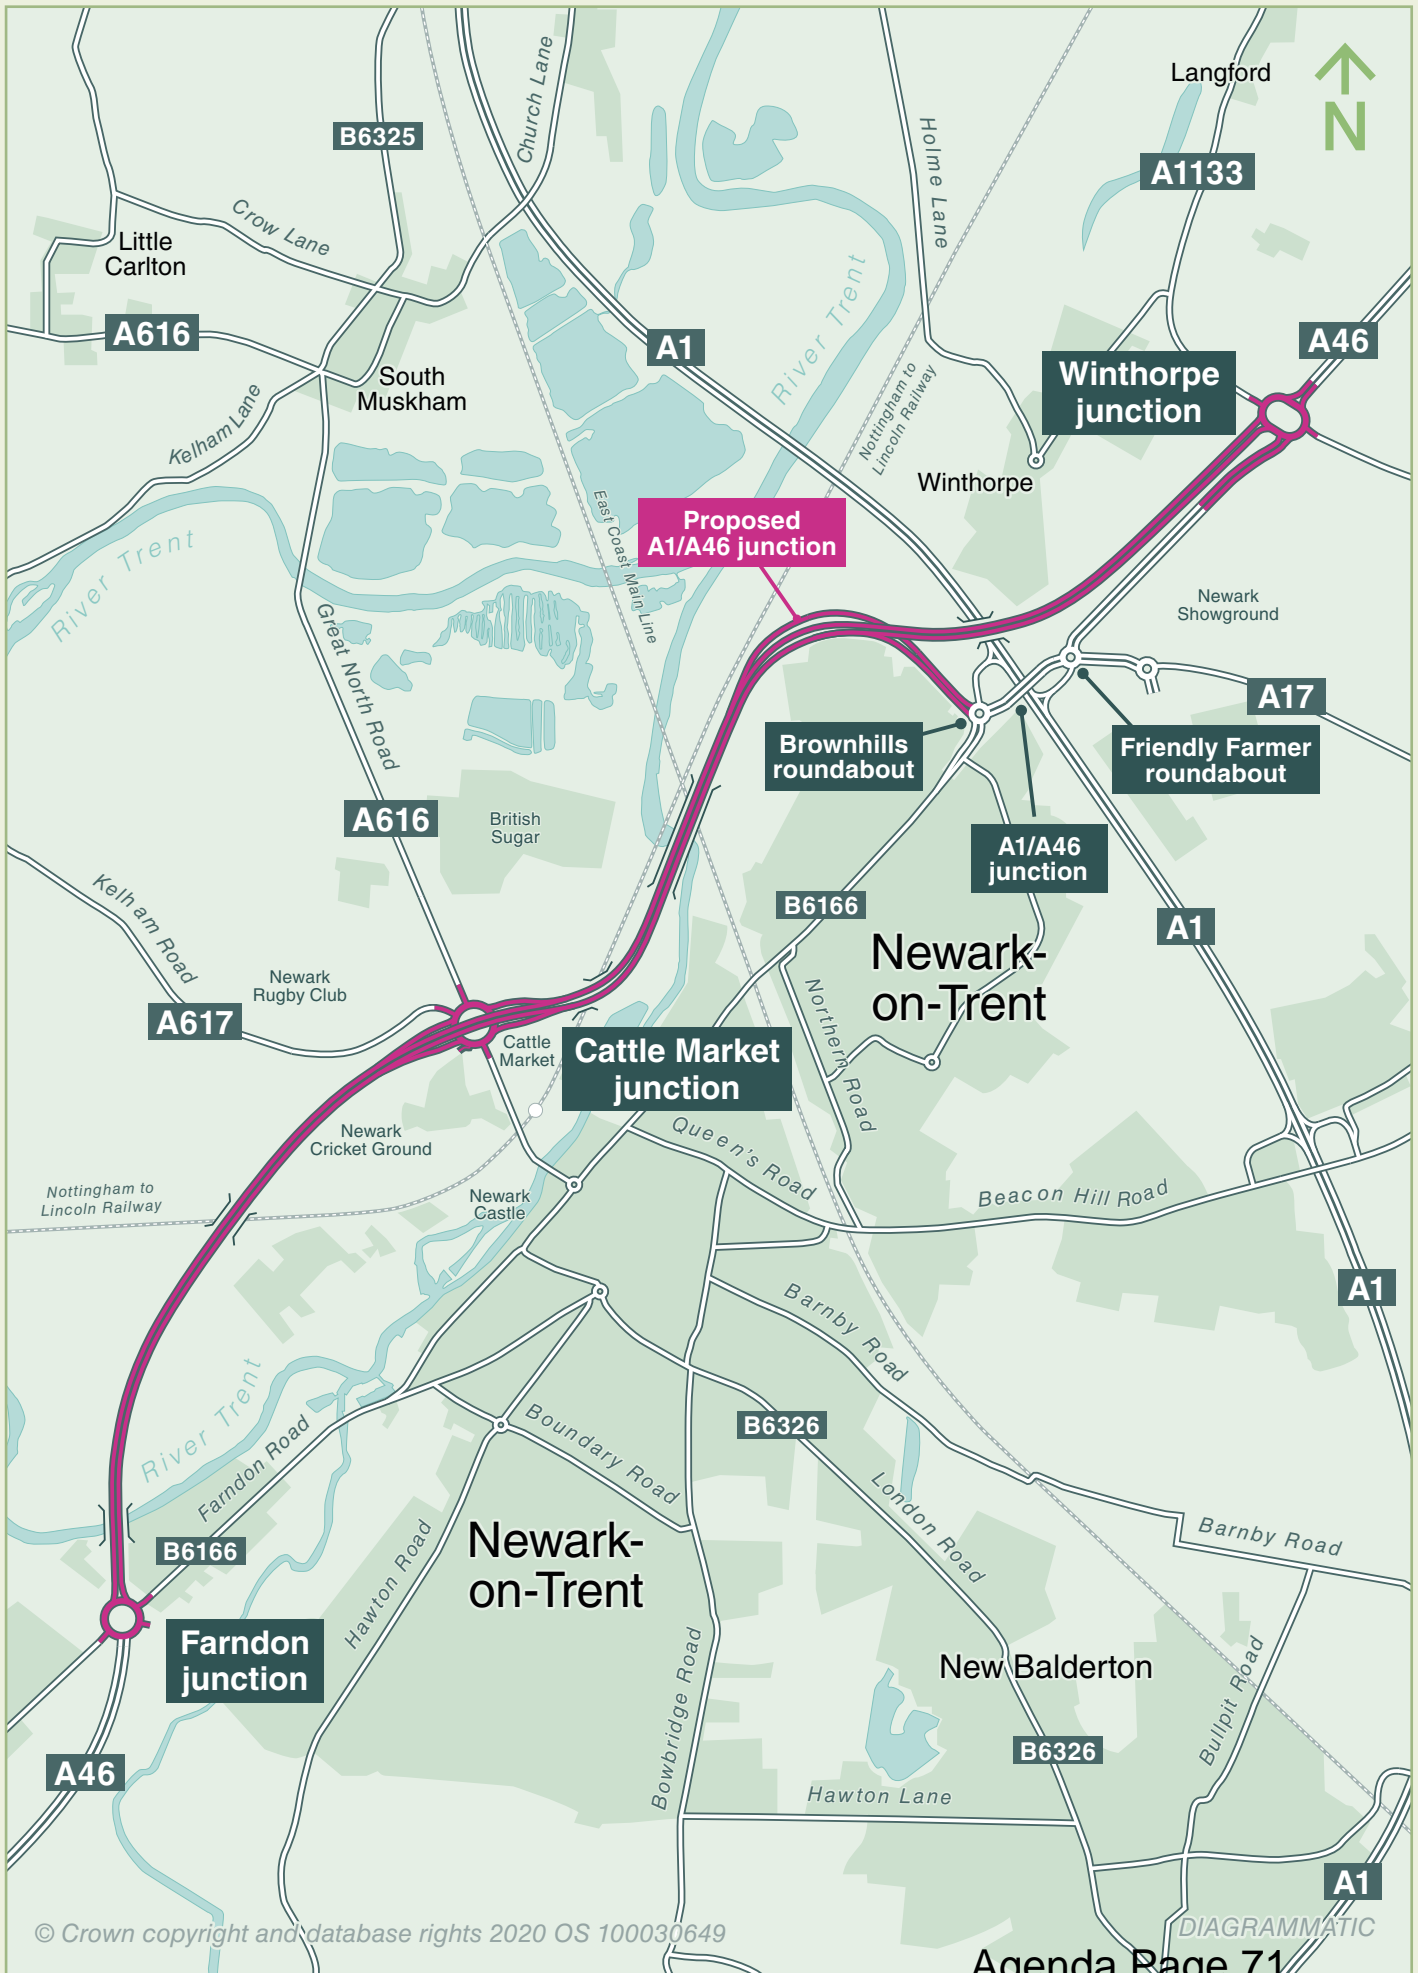 Langford
N
Church Lane
B6325
Holme Lane
A1133
Crow Lane
Little
Carlton
River Trent
A616
A1
A46
Winthorpe
junction
South
Muskham
Nottingham to
Lincoln Railway
Kelham Lane
Winthorpe
East Coast Main Line
Proposed
A1/A46 junction
River Trent
Newark
Showground
Great North Road
A17
Brownhills
roundabout
Friendly Farmer
roundabout
A616
British
Sugar
A1/A46
junction
Kelham Road
B6166
A1
Newark-
on-Trent
Newark
Rugby Club
Northern Road
A617
Cattle
Market
Cattle Market
junction
Newark
Cricket Ground
Queen's Road
Nottingham to
Lincoln Railway
Newark
Castle
Beacon Hill Road
A1
Barnby Road
River Trent
Farndon Road
Boundary Road
B6326
London Road
Barnby Road
B6166
Hawton Road
Newark-
on-Trent
Farndon
junction
Bowbridge Road
New Balderton
Bullpit Road
B6326
A46
Hawton Lane
A1
© Crown copyright and database rights 2020 OS 100030649
DIAGRAMMATIC
Agenda Page 71